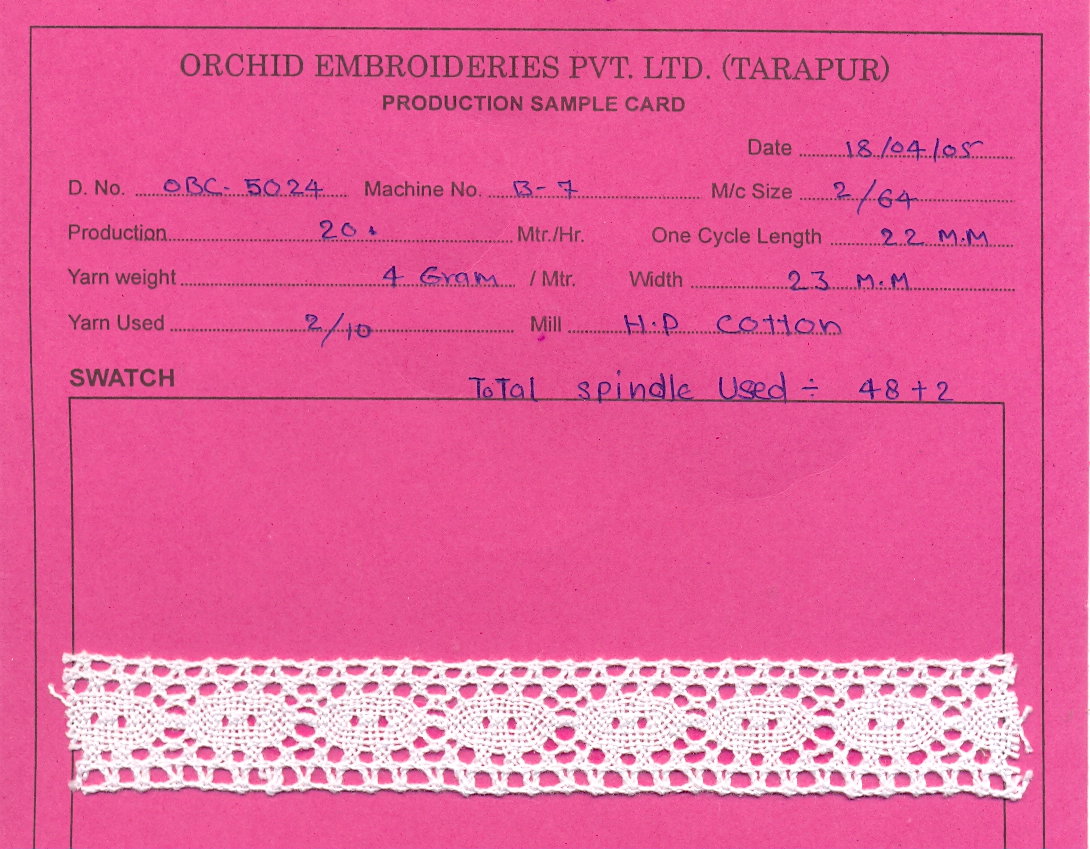 ORCHID EMBROIDERIES PVT. LTD. (TARAPUR)
PRODUCTION SAMPLE CARD
Date 18/04/05
D. No. OBC- 5024 Machine No. B-7 M/c Size 2/64
Production 20. Mtr./Hr. One Cycle Length 22 M.M
Yarn weight 4 Gram / Mtr. Width 23 M.M
Yarn Used 2/10 Mill H.P Cotton
SWATCH ToTal spindle Used ÷ 48+2